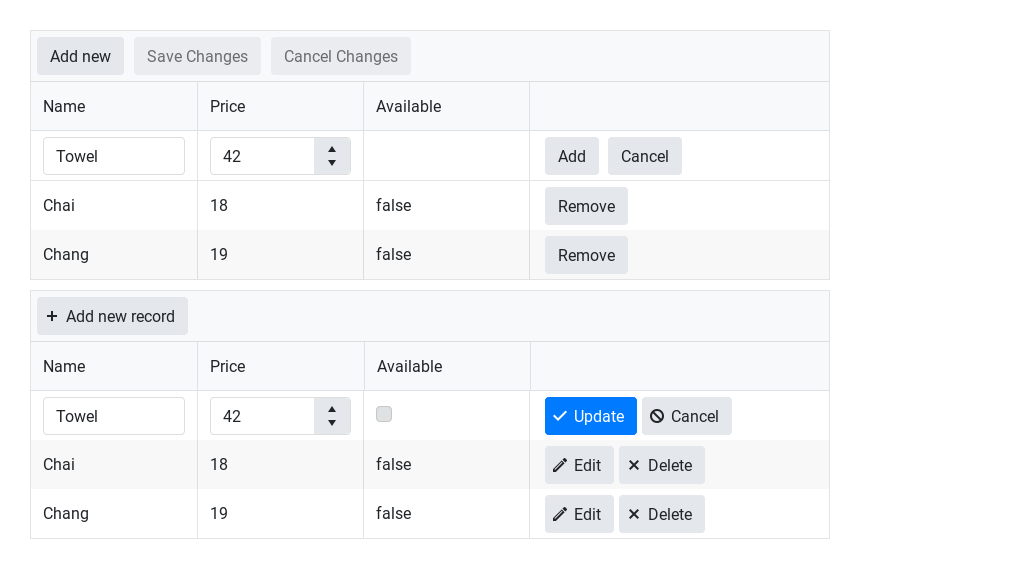 Add new Save Changes Cancel Changes
Name Price Available
Towel 42 Add Cancel
Chai 18 false Remove
Chang 19 false Remove
Add new record
Name Price Available
Towel 42 Update Cancel
Chai 18 false Edit Delete
Chang 19 false Edit Delete